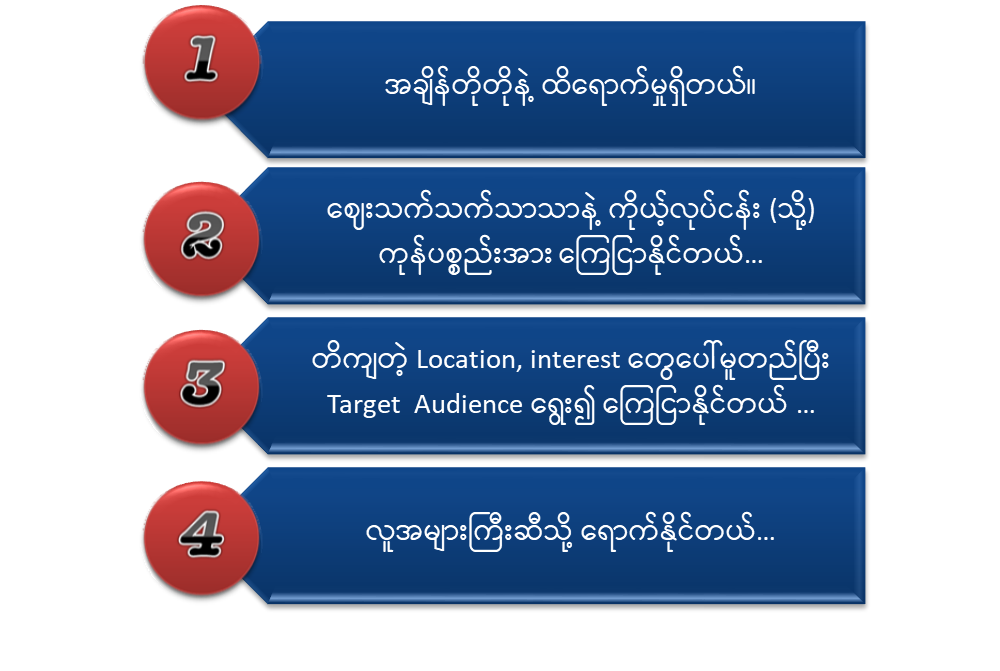 1
အချိန်တိုတိုနဲ့ ထိရောက်မှုရှိတယ်။
2
ဈေးသက်သက်သာသာနဲ့ ကိုယ့်လုပ်ငန်း (သို့)
ကုန်ပစ္စည်းအား ကြေငြာနိုင်တယ်...
3
တိကျတဲ့ Location, interest တွေပေါ်မူတည်ပြီး
Target Audience ရွေး၍ ကြေငြာနိုင်တယ် ...
4
လူအများကြီးဆီသို့ ရောက်နိုင်တယ်...